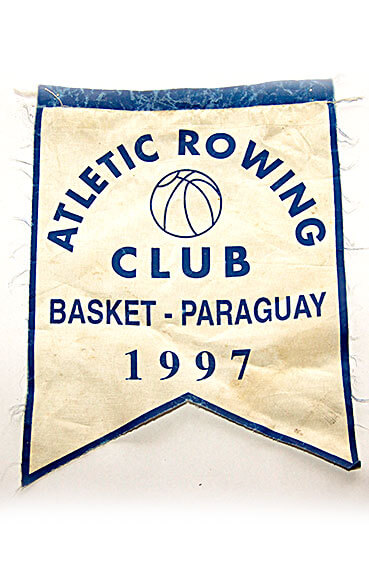 ATLETIC ROWING
CLUB
BASKET - PARAGUAY
1997